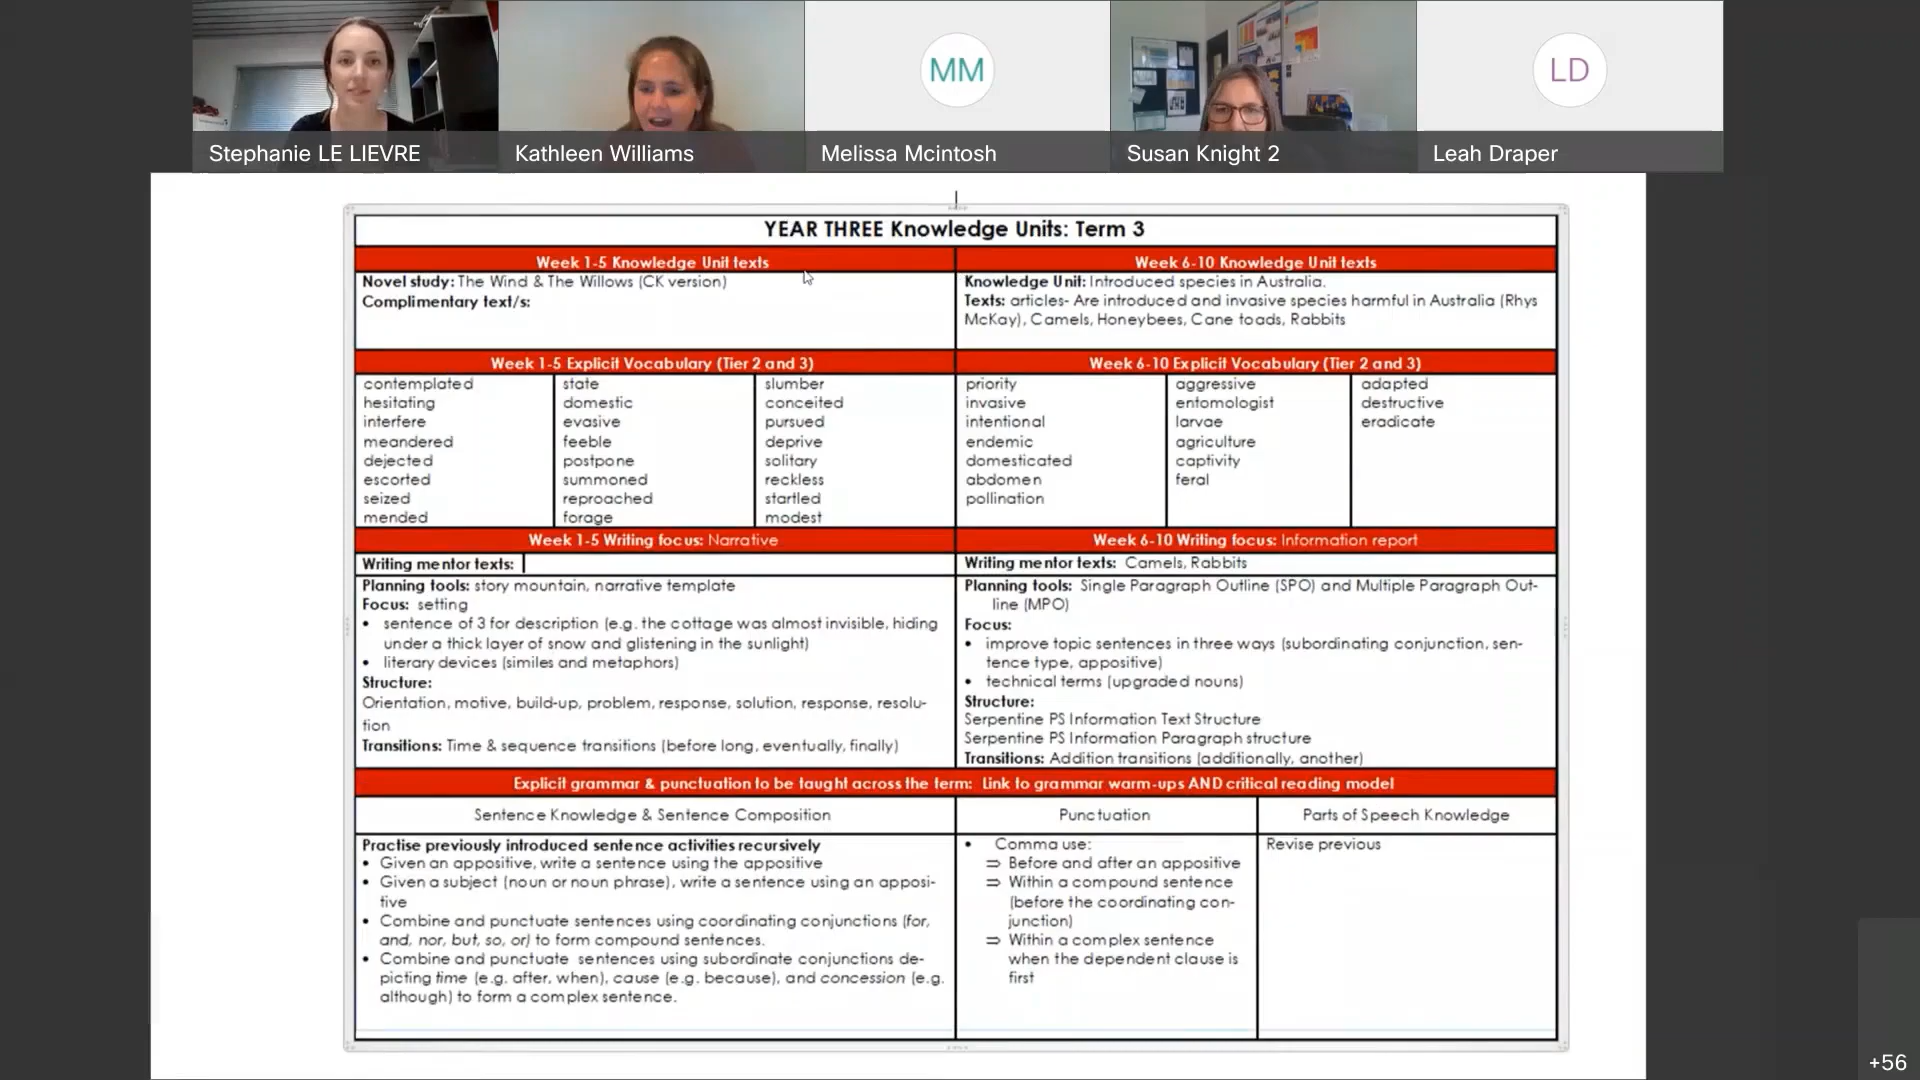 MM
LD
Stephanie LE LIEVRE
Kathleen Williams
Melissa Mcintosh
Susan Knight 2
Leah Draper
YEAR THREE Knowledge Units: Term 3
Week 1-5 Knowledge Unit texts
Novel study: The Wind & The Willows (CK version)
Complimentary text/s:
Week 6-10 Knowledge Unit texts
Knowledge Unit: Introduced species in Australia.
Texts: articles- Are introduced and invasive species harmful in Australia (Rhys
McKay), Camels, Honeybees, Cane toads, Rabbits
Week 1-5 Explicit Vocabulary (Tier 2 and 3)
contemplated
hesitating
interfere
meandered
dejected
escorted
seized
mended
state
domestic
evasive
feeble
postpone
summoned
reproached
forage
slumber
conceited
pursued
deprive
solitary
reckless
startled
modest
Week 6-10 Explicit Vocabulary (Tier 2 and 3)
priority
invasive
intentional
endemic
domesticated
abdomen
pollination
aggressive
entomologist
larvae
agriculture
captivity
feral
adapted
destructive
eradicate
Week 1-5 Writing focus: Narrative
Writing mentor texts:
Planning tools: story mountain, narrative template
Focus: setting
• sentence of 3 for description (e.g. the cottage was almost invisible, hiding
under a thick layer of snow and glistening in the sunlight)
• literary devices (similes and metaphors)
Structure:
Orientation, motive, build-up, problem, response, solution, response, resolu-
tion
Transitions: Time & sequence transitions (before long, eventually, finally)
Week 6-10 Writing focus: Information report
Writing mentor texts: Camels, Rabbits
Planning tools: Single Paragraph Outline (SPO) and Multiple Paragraph Out-
line (MPO)
Focus:
• improve topic sentences in three ways (subordinating conjunction, sen-
tence type, appositive)
• technical terms (upgraded nouns)
Structure:
Serpentine PS Information Text Structure
Serpentine PS Information Paragraph structure
Transitions: Addition transitions (additionally, another)
Explicit grammar & punctuation to be taught across the term: Link to grammar warm-ups AND critical reading model
Sentence Knowledge & Sentence Composition
Practise previously introduced sentence activities recursively
• Given an appositive, write a sentence using the appositive
• Given a subject (noun or noun phrase), write a sentence using an apposi-
tive
• Combine and punctuate sentences using coordinating conjunctions (for,
and, nor, but, so, or) to form compound sentences.
• Combine and punctuate sentences using subordinate conjunctions de-
picting time (e.g. after, when), cause (e.g. because), and concession (e.g.
although) to form a complex sentence.
Punctuation
• Comma use:
⇒ Before and after an appositive
⇒ Within a compound sentence
(before the coordinating con-
junction)
⇒ Within a complex sentence
when the dependent clause is
first
Parts of Speech Knowledge
Revise previous
+56